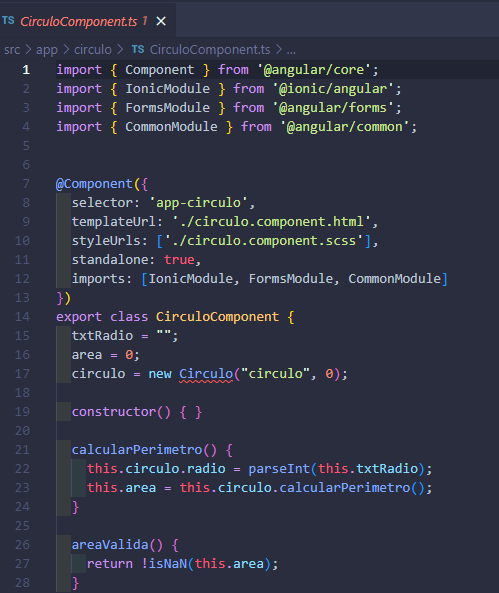 TS CirculoComponent.ts 1 ×
src > app > circulo > TS CirculoComponent.ts > ...
1 import { Component } from '@angular/core';
2 import { IonicModule } from '@ionic/angular';
3 import { FormsModule } from '@angular/forms';
4 import { CommonModule } from '@angular/common';
5
6
7 @Component({
8   selector: 'app-circulo',
9   templateUrl: './circulo.component.html',
10   styleUrls: ['./circulo.component.scss'],
11   standalone: true,
12   imports: [IonicModule, FormsModule, CommonModule]
13 })
14 export class CirculoComponent {
15   txtRadio = "";
16   area = 0;
17   circulo = new Circulo("circulo", 0);
18
19   constructor() { }
20
21   calcularPerimetro() {
22     this.circulo.radio = parseInt(this.txtRadio);
23     this.area = this.circulo.calcularPerimetro();
24   }
25
26   areaValida() {
27     return !isNaN(this.area);
28   }